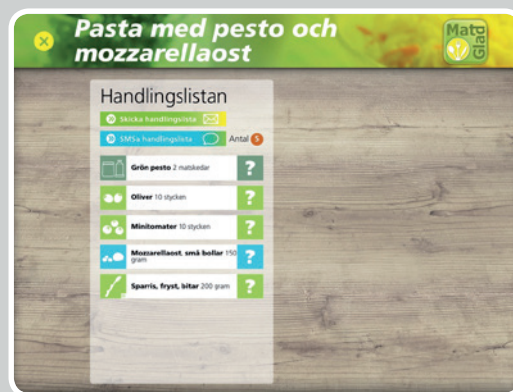 Pasta med pesto och
mozzarellaost
Mat
Glad
Handlingslistan
Skicka handlingslista
SMSa handlingslista
Antal 5
Grön pesto 2 matskedar
?
Oliver 10 stycken
?
Minitomater 10 stycken
?
Mozzarellaost, små bollar 150
gram
?
Sparris, fryst, bitar 200 gram
?